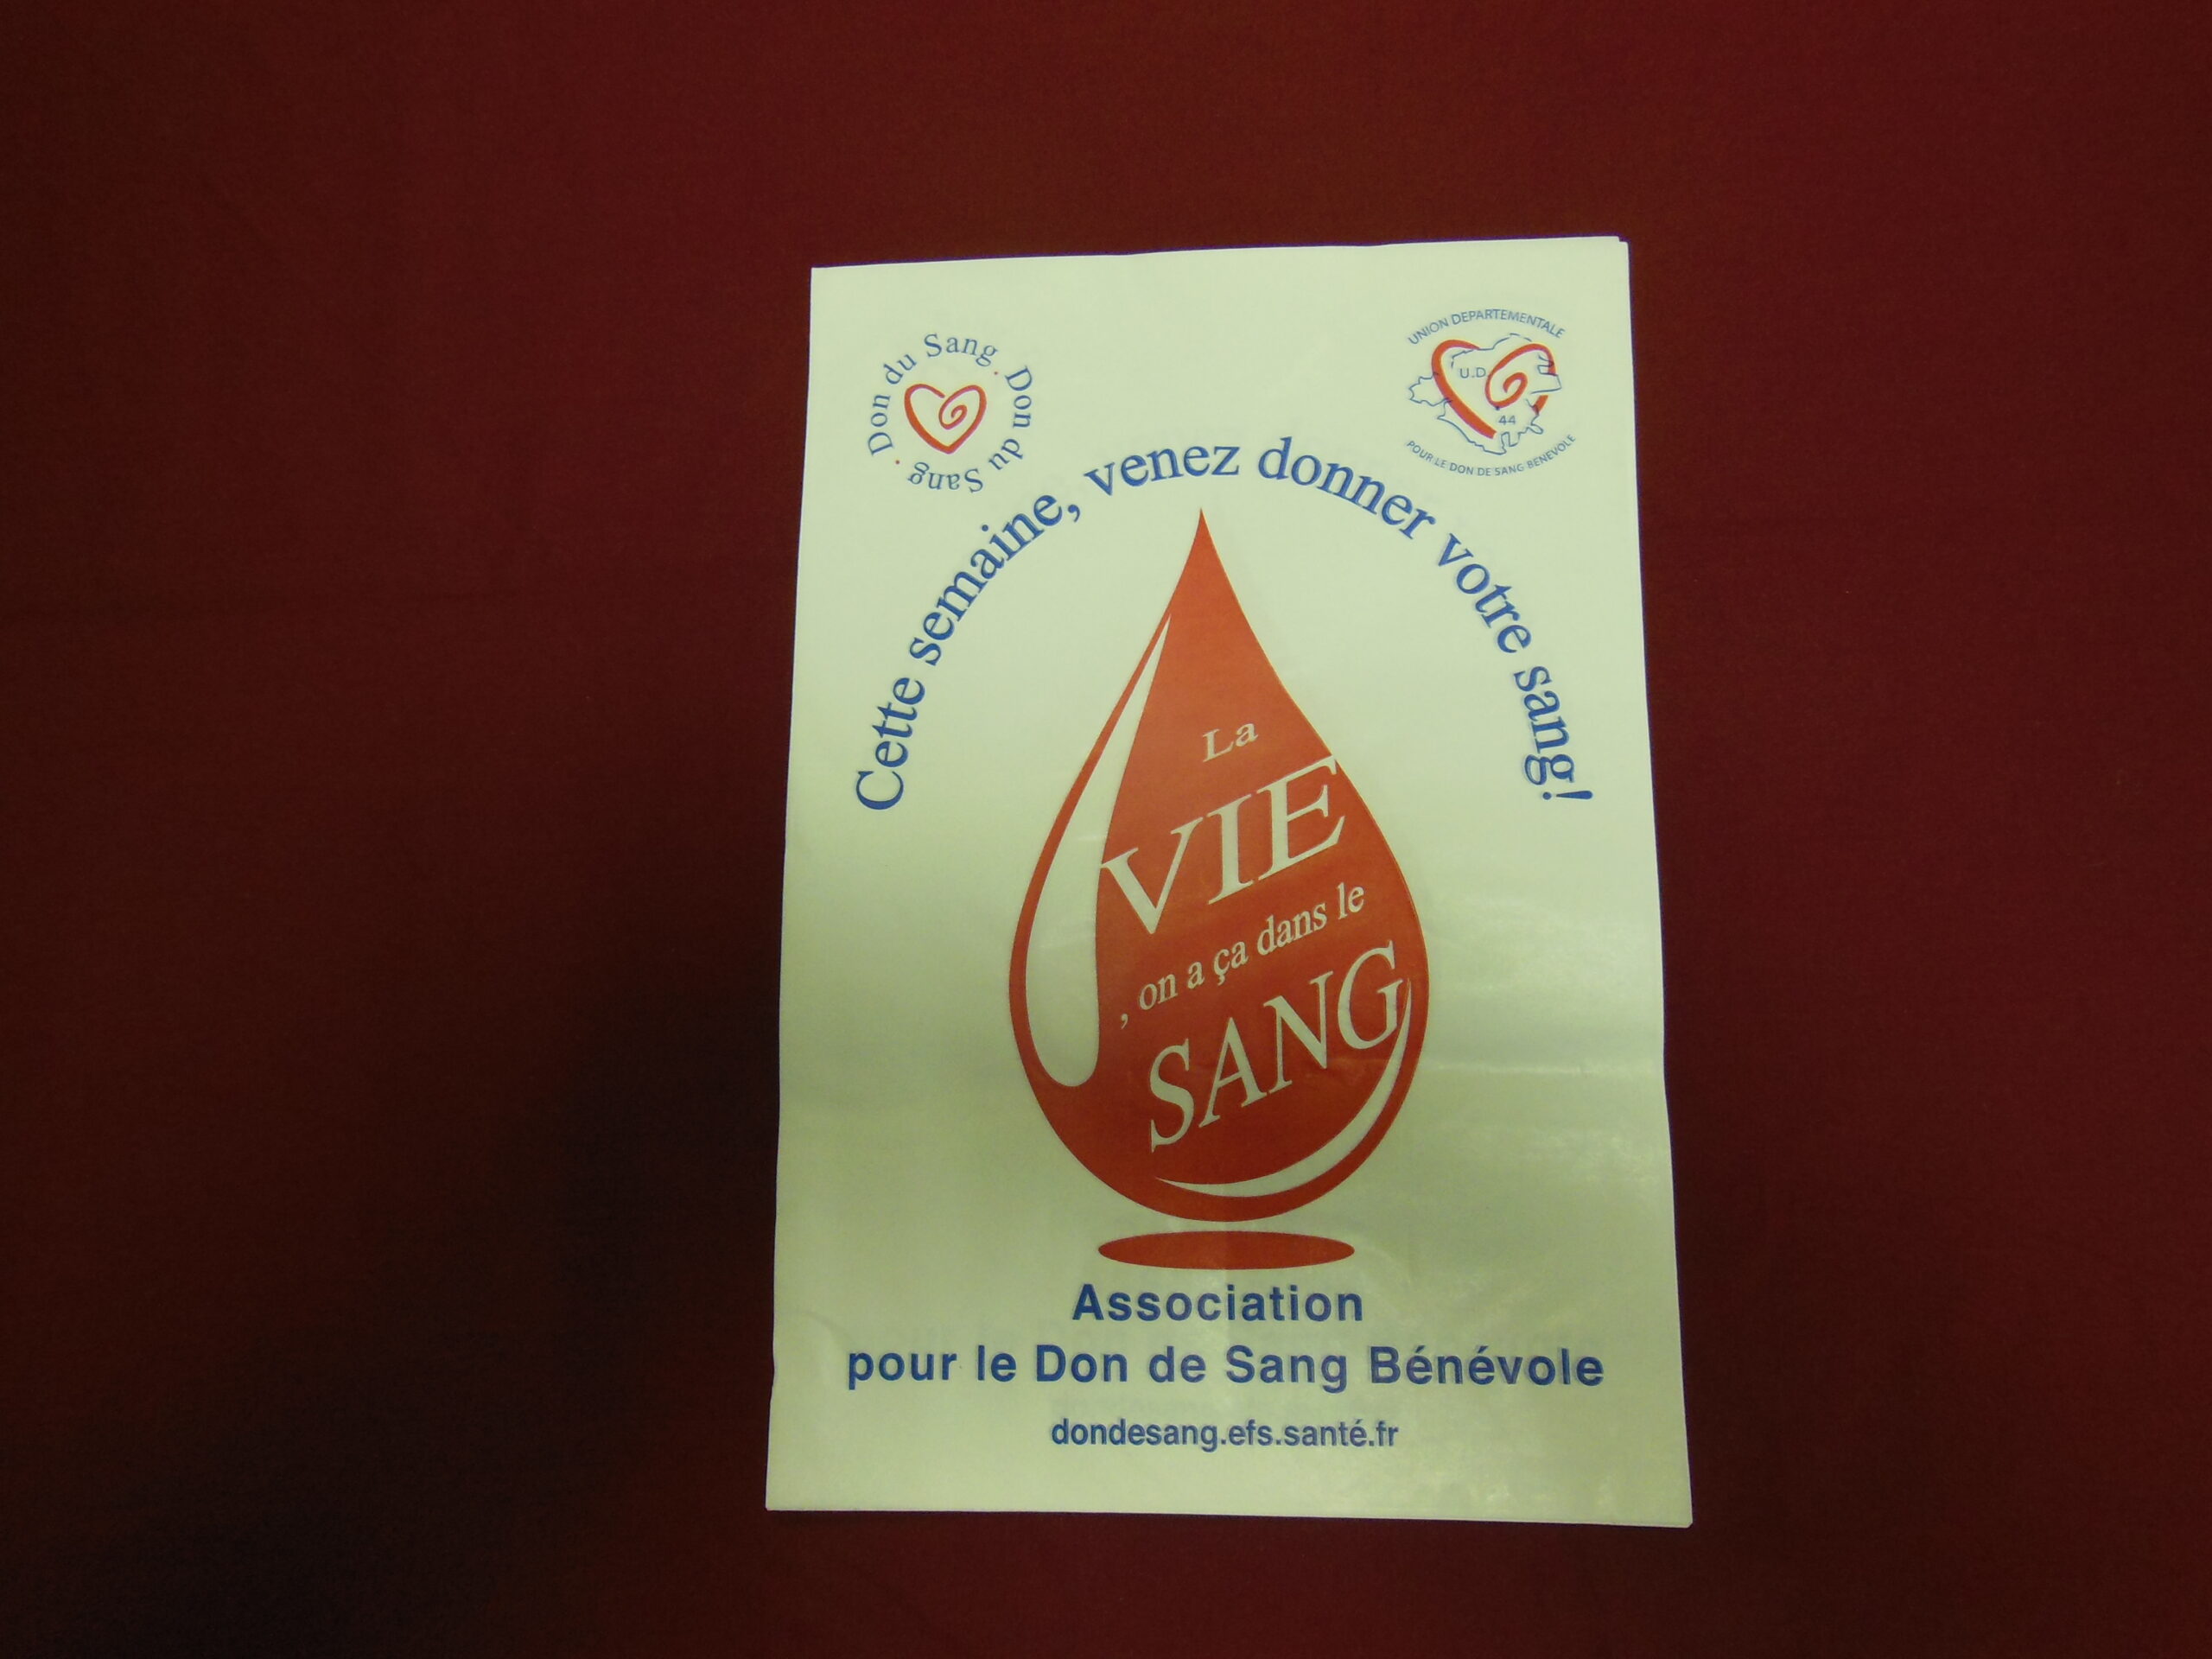 Don du Sang. Don du Sang.
UNION DEPARTEMENTALE
U.D.
44
POUR LE DON DE SANG BENEVOLE
Cette semaine, venez donner votre sang!
La
VIE
, on a ça dans le
SANG
Association
pour le Don de Sang Bénévole
dondesang.efs.santé.fr